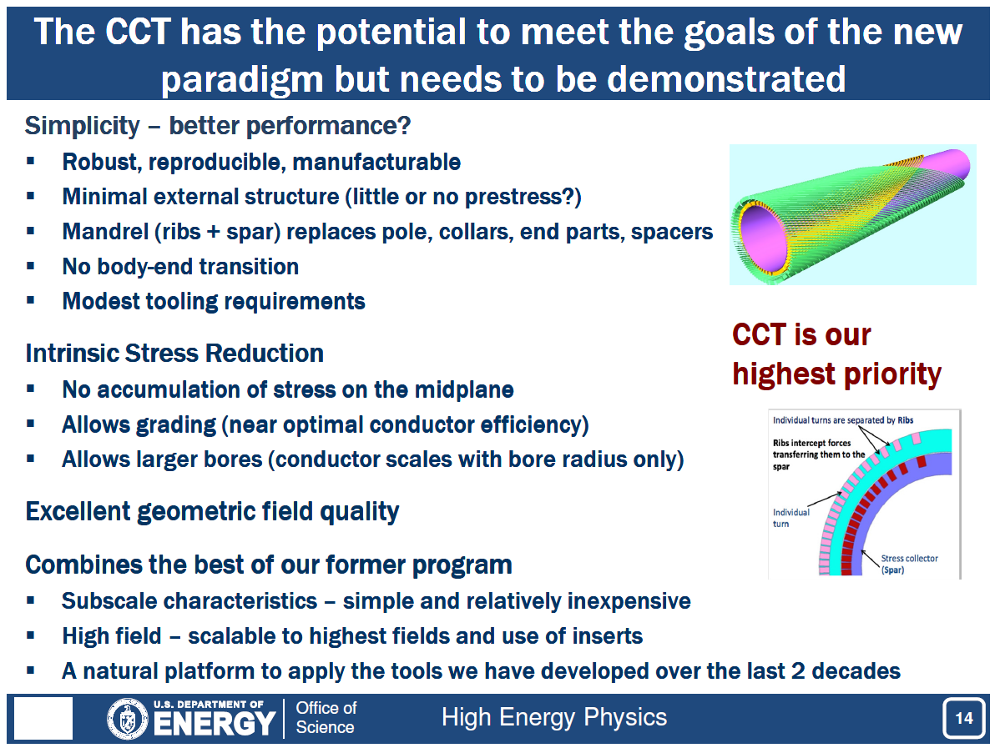 The CCT has the potential to meet the goals of the new
paradigm but needs to be demonstrated
Simplicity – better performance?
▪ Robust, reproducible, manufacturable
▪ Minimal external structure (little or no prestress?)
▪ Mandrel (ribs + spar) replaces pole, collars, end parts, spacers
▪ No body-end transition
▪ Modest tooling requirements
Intrinsic Stress Reduction
▪ No accumulation of stress on the midplane
▪ Allows grading (near optimal conductor efficiency)
▪ Allows larger bores (conductor scales with bore radius only)
Excellent geometric field quality
Combines the best of our former program
▪ Subscale characteristics – simple and relatively inexpensive
▪ High field – scalable to highest fields and use of inserts
▪ A natural platform to apply the tools we have developed over the last 2 decades
CCT is our
highest priority
Individual turns are separated by Ribs
Ribs intercept forces
transferring them to the
spar
Individual
turn
Stress collector
(Spar)
U.S. DEPARTMENT OF
ENERGY
Office of
Science
High Energy Physics
14